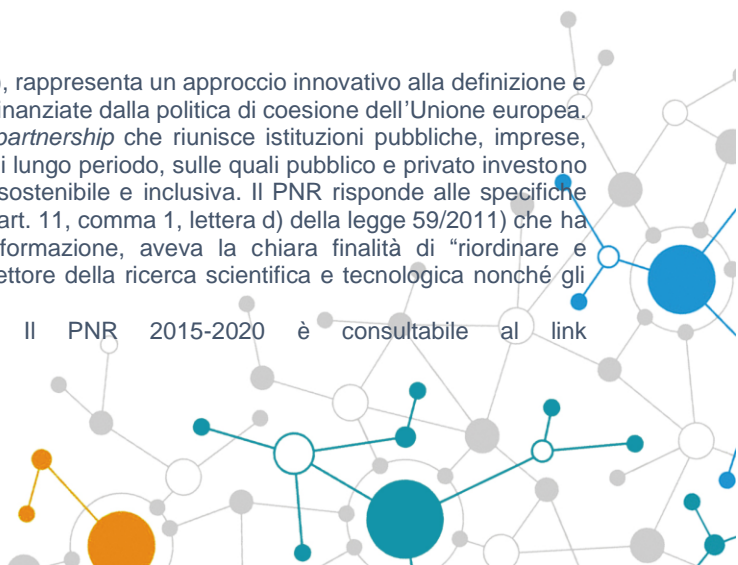 , rappresenta un approccio innovativo alla definizione e
inanziate dalla politica di coesione dell'Unione europea.
partnership che riunisce istituzioni pubbliche, imprese,
i lungo periodo, sulle quali pubblico e privato investono
sostenibile e inclusiva. Il PNR risponde alle specifiche
art. 11, comma 1, lettera d) della legge 59/2011) che ha
formazione, aveva la chiara finalità di “riordinare e
ettore della ricerca scientifica e tecnologica nonché gli
Il PNR 2015-2020 è consultabile al link